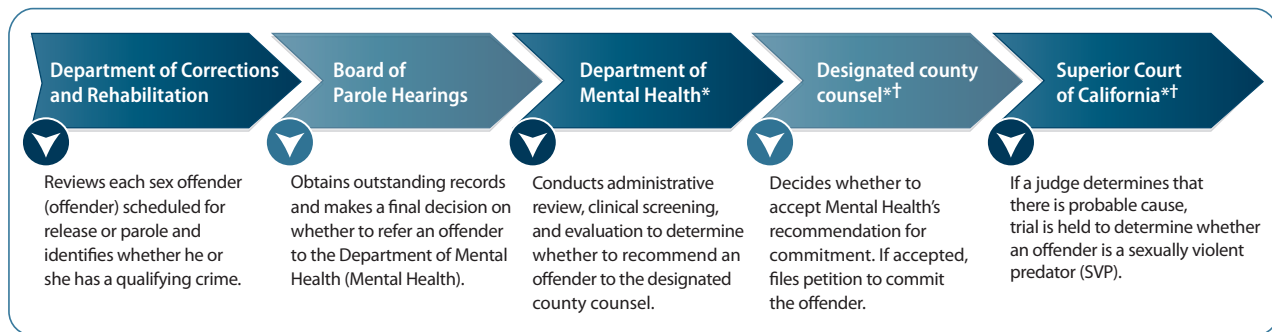 Department of Corrections
and Rehabilitation
Board of
Parole Hearings
Department of
Mental Health*
Designated county
counsel*†
Superior Court
of California*†
Reviews each sex offender
(offender) scheduled for
release or parole and
identifies whether he or
she has a qualifying crime.
Obtains outstanding records
and makes a final decision on
whether to refer an offender
to the Department of Mental
Health (Mental Health).
Conducts administrative
review, clinical screening,
and evaluation to determine
whether to recommend an
offender to the designated
county counsel.
Decides whether to
accept Mental Health’s
recommendation for
commitment. If accepted,
files petition to commit
the offender.
If a judge determines that
there is probable cause,
trial is held to determine whether
an offender is a sexually violent
predator (SVP).